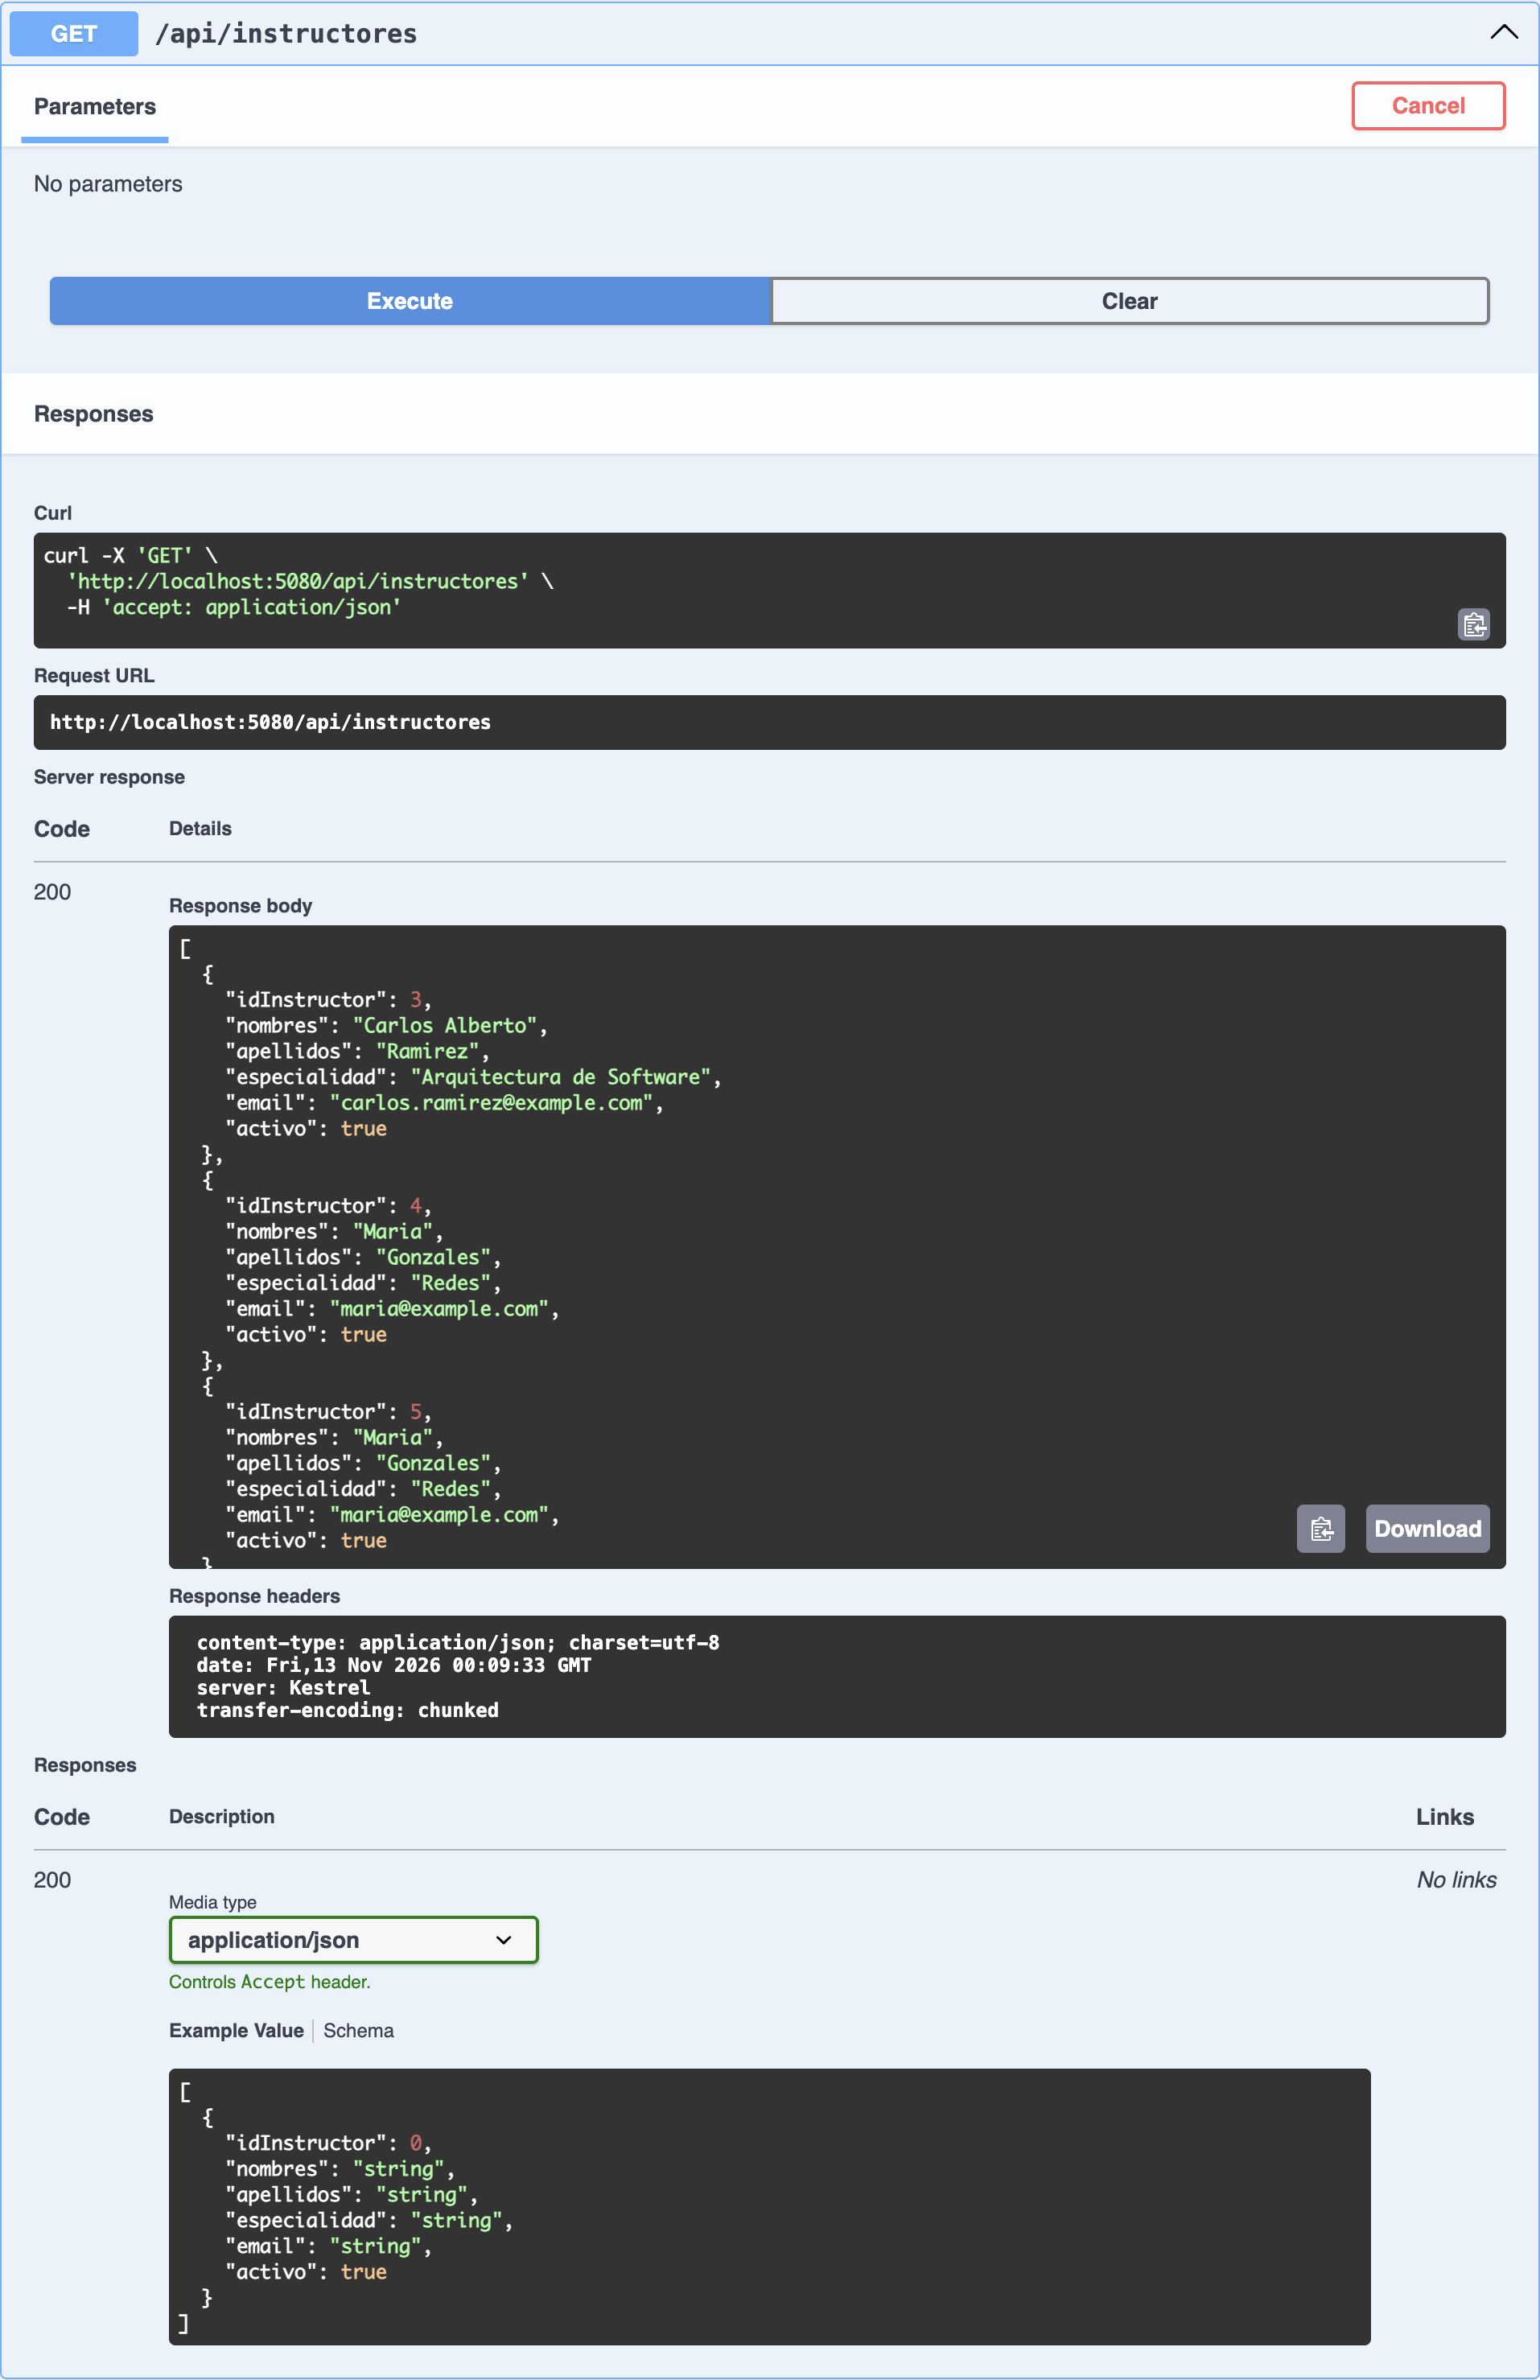 GET /api/instructores
Parameters
Cancel
No parameters
Execute
Clear
Responses
Curl
curl -X 'GET' \
  'http://localhost:5080/api/instructores' \
  -H 'accept: application/json'
Request URL
http://localhost:5080/api/instructores
Server response
Code Details
200
Response body
[
  {
    "idInstructor": 3,
    "nombres": "Carlos Alberto",
    "apellidos": "Ramirez",
    "especialidad": "Arquitectura de Software",
    "email": "carlos.ramirez@example.com",
    "activo": true
  },
  {
    "idInstructor": 4,
    "nombres": "Maria",
    "apellidos": "Gonzales",
    "especialidad": "Redes",
    "email": "maria@example.com",
    "activo": true
  },
  {
    "idInstructor": 5,
    "nombres": "Maria",
    "apellidos": "Gonzales",
    "especialidad": "Redes",
    "email": "maria@example.com",
    "activo": true
  }
Download
Response headers
content-type: application/json; charset=utf-8
date: Fri,13 Nov 2026 00:09:33 GMT
server: Kestrel
transfer-encoding: chunked
Responses
Code Description Links
200
No links
Media type
application/json
Controls Accept header.
Example Value Schema
[
  {
    "idInstructor": 0,
    "nombres": "string",
    "apellidos": "string",
    "especialidad": "string",
    "email": "string",
    "activo": true
  }
]